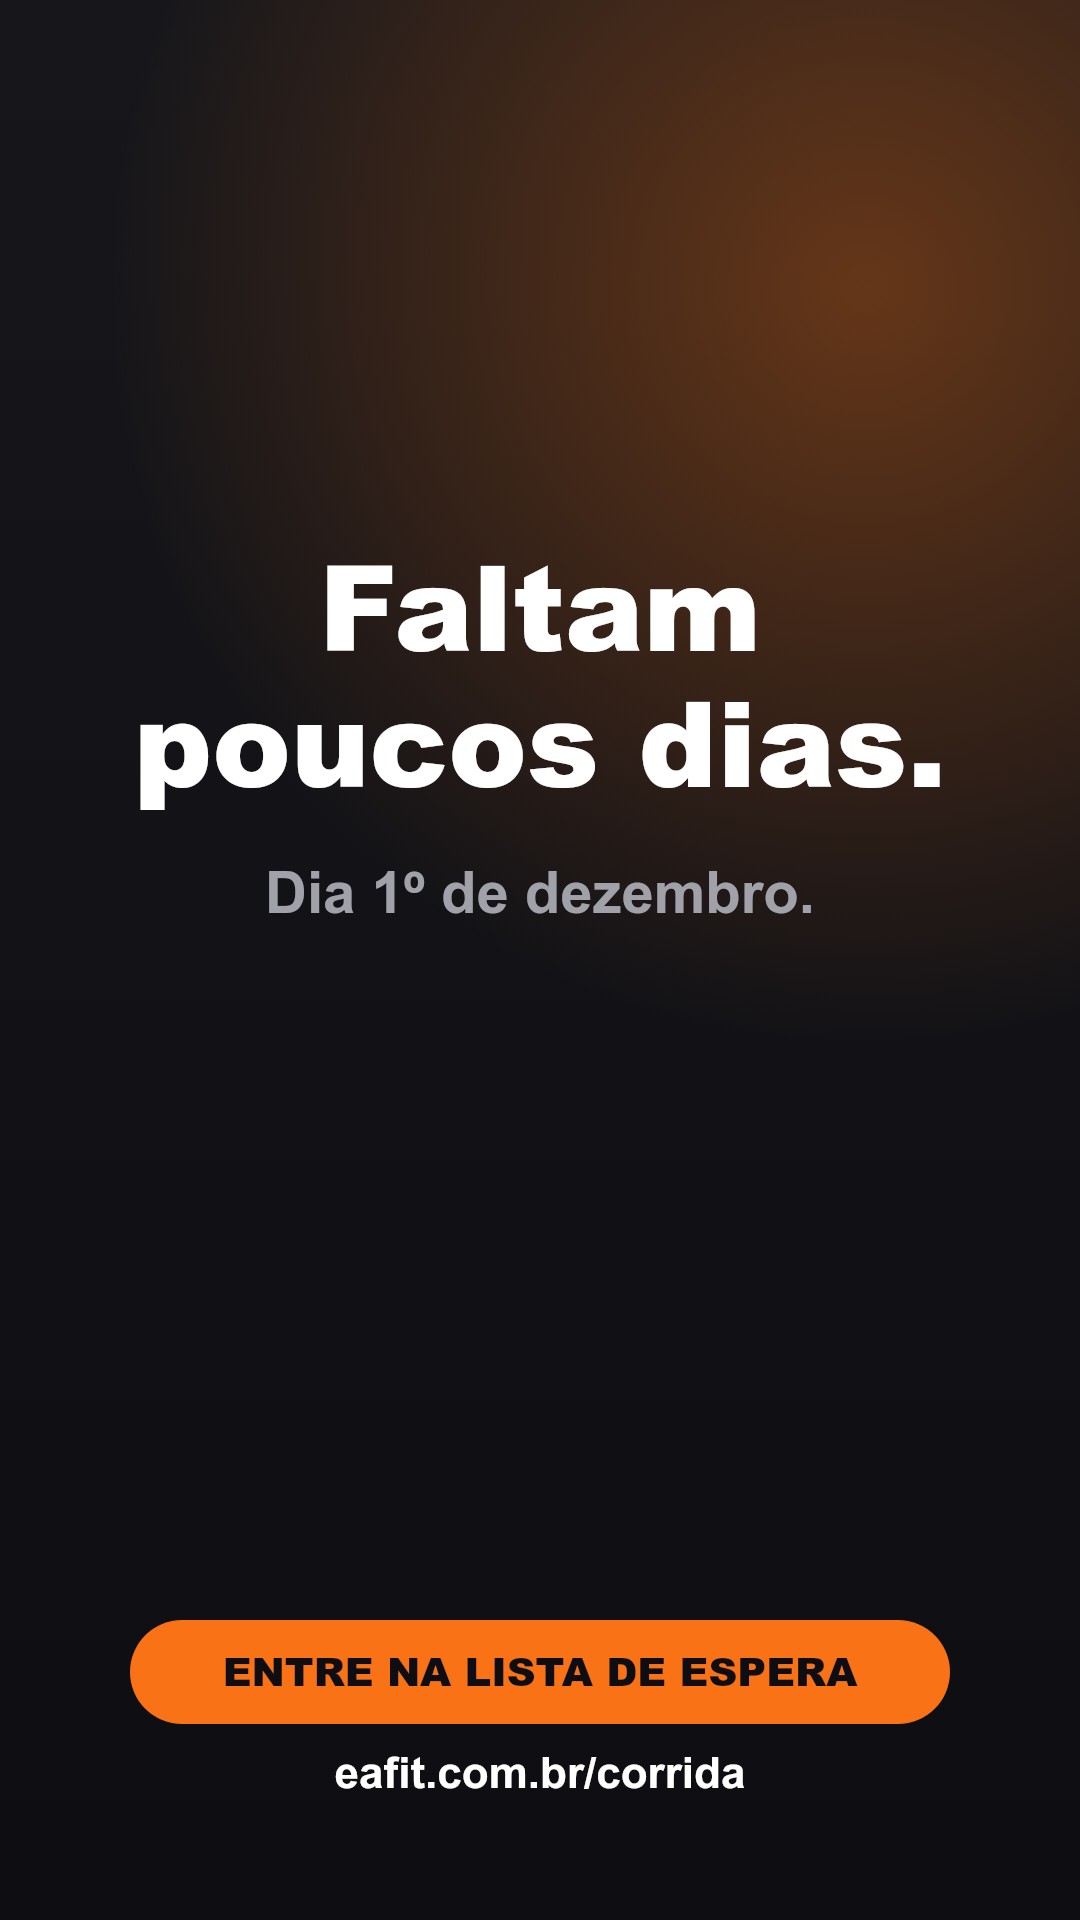 Faltam
poucos dias.
Dia 1º de dezembro.
ENTRE NA LISTA DE ESPERA
eafit.com.br/corrida